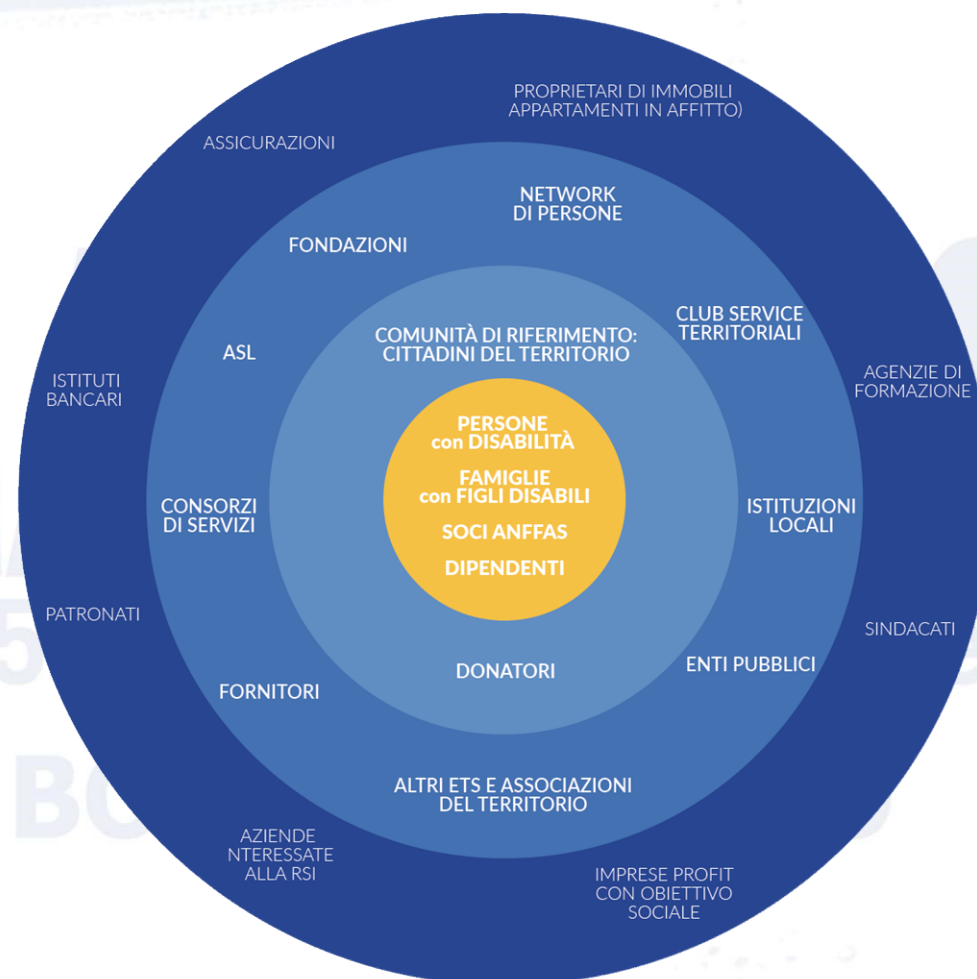 PROPRIETARI DI IMMOBILI
APPARTAMENTI IN AFFITTO)
ASSICURAZIONI
NETWORK
DI PERSONE
FONDAZIONI
CLUB SERVICE
TERRITORIALI
COMUNITÀ DI RIFERIMENTO:
CITTADINI DEL TERRITORIO
ASL
AGENZIE DI
FORMAZIONE
ISTITUTI
BANCARI
PERSONE
con DISABILITÀ
FAMIGLIE
con FIGLI DISABILI
SOCI ANFFAS
DIPENDENTI
CONSORZI
DI SERVIZI
ISTITUZIONI
LOCALI
PATRONATI
SINDACATI
DONATORI
ENTI PUBBLICI
FORNITORI
ALTRI ETS E ASSOCIAZIONI
DEL TERRITORIO
AZIENDE
NTERESSATE
ALLA RSI
IMPRESE PROFIT
CON OBIETTIVO
SOCIALE